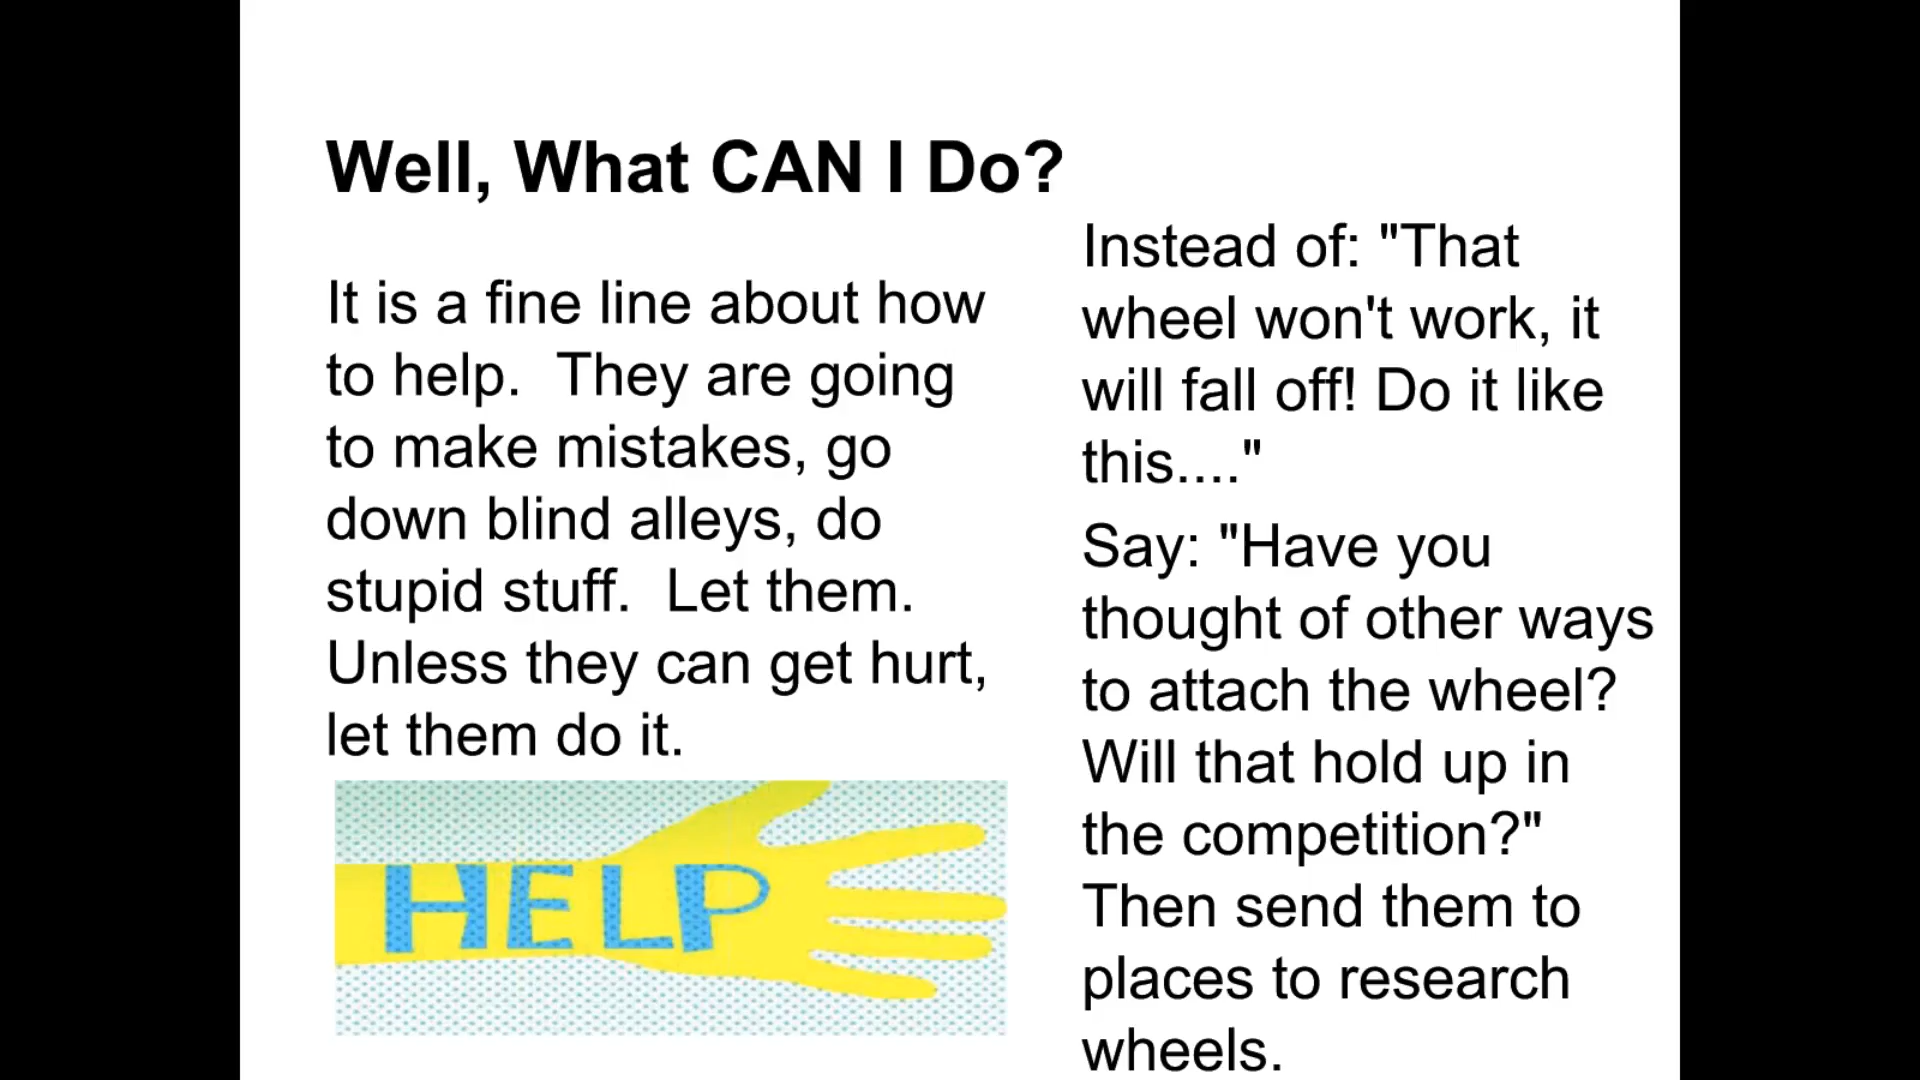 Well, What CAN I Do?
It is a fine line about how
to help.  They are going
to make mistakes, go
down blind alleys, do
stupid stuff.  Let them.
Unless they can get hurt,
let them do it.
HELP
Instead of: "That
wheel won't work, it
will fall off! Do it like
this...."
Say: "Have you
thought of other ways
to attach the wheel?
Will that hold up in
the competition?"
Then send them to
places to research
wheels.